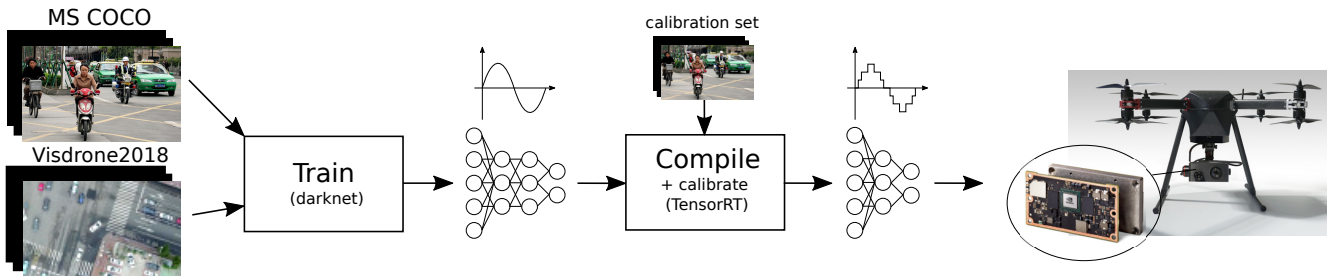 MS COCO
Visdrone2018
Train
(darknet)
calibration set
Compile
+ calibrate
(TensorRT)